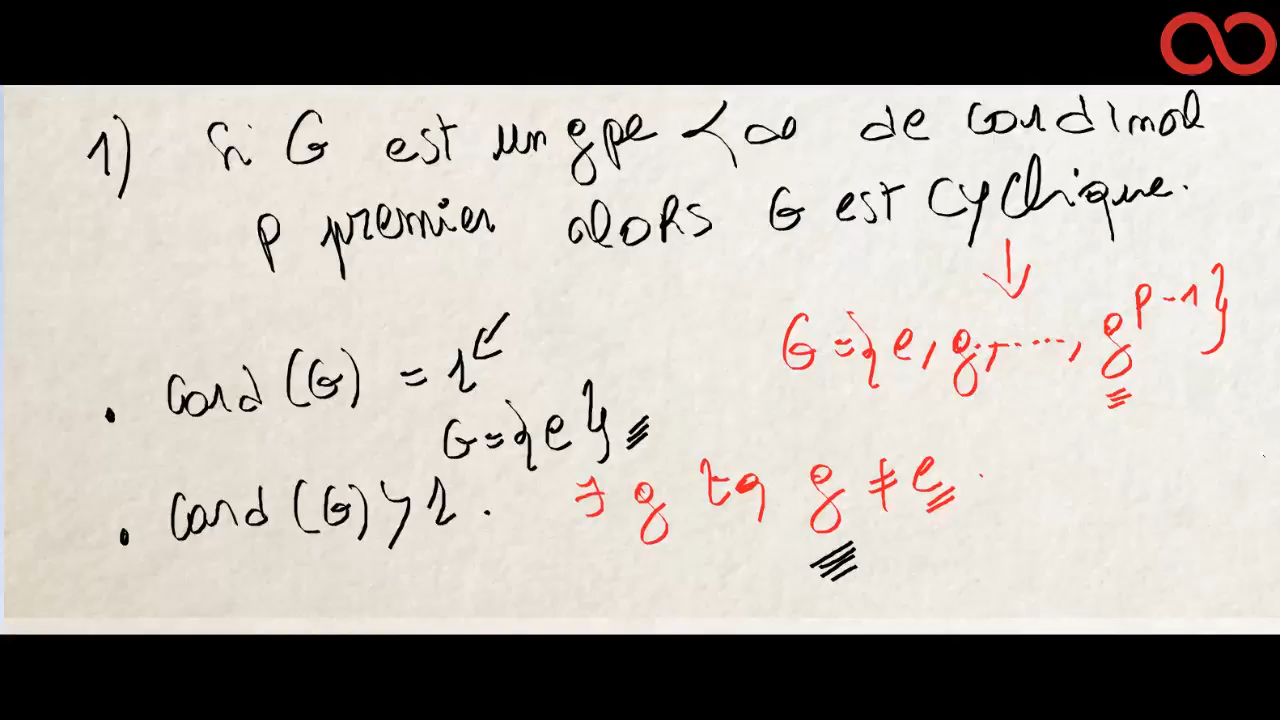 1) Si G est un gpe < ∞ de cardinal
p premier alors G est cyclique.
↓
G = {e, g, ....., g^{p-1}}
• Card (G) = 1
G = {e}
• Card (G) > 1. ∃ g tq g ≠ e.